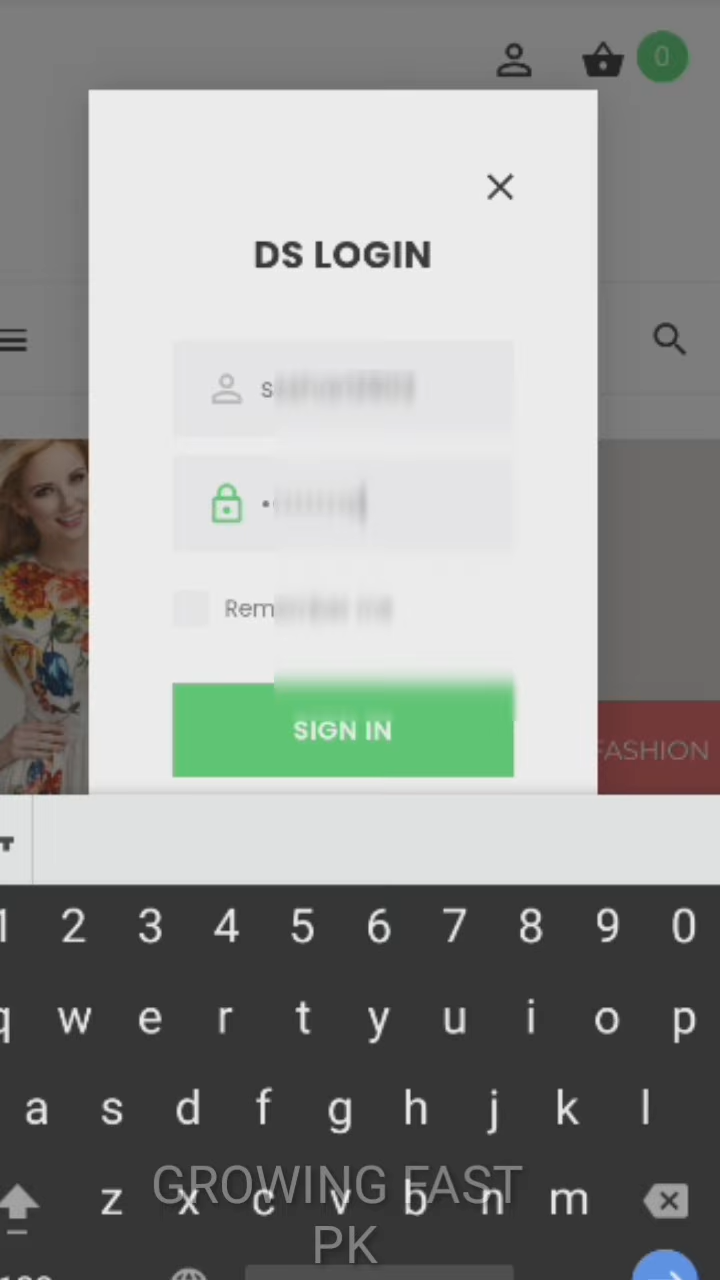 0
DS LOGIN
SIGN IN
FASHION
1 2 3 4 5 6 7 8 9 0
q w e r t y u i o p
a s d f g h j k l
z x c v b n m
GROWING FAST
PK